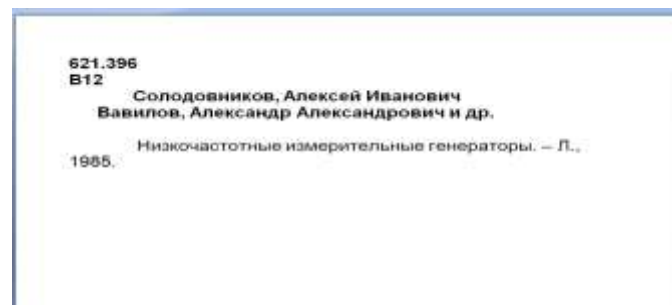 621.396
В12
Солодовников, Алексей Иванович
Вавилов, Александр Александрович и др.
Низкочастотные измерительные генераторы. – Л.,
1985.